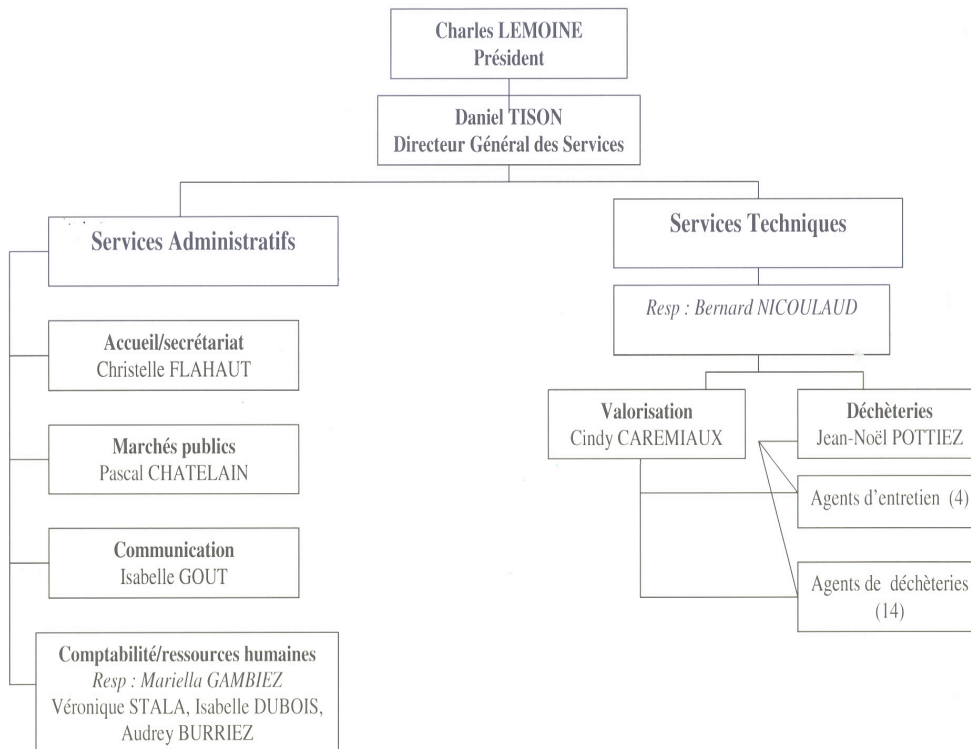 Charles LEMOINE
Président
Daniel TISON
Directeur Général des Services
Services Administratifs
Accueil/secrétariat
Christelle FLAHAUT
Marchés publics
Pascal CHATELAIN
Communication
Isabelle GOUT
Comptabilité/ressources humaines
Resp : Mariella GAMBIEZ
Véronique STALA, Isabelle DUBOIS,
Audrey BURRIEZ
Services Techniques
Resp : Bernard NICOULAUD
Valorisation
Cindy CAREMIAUX
Déchèteries
Jean-Noël POTTIEZ
Agents d'entretien (4)
Agents de déchèteries
(14)